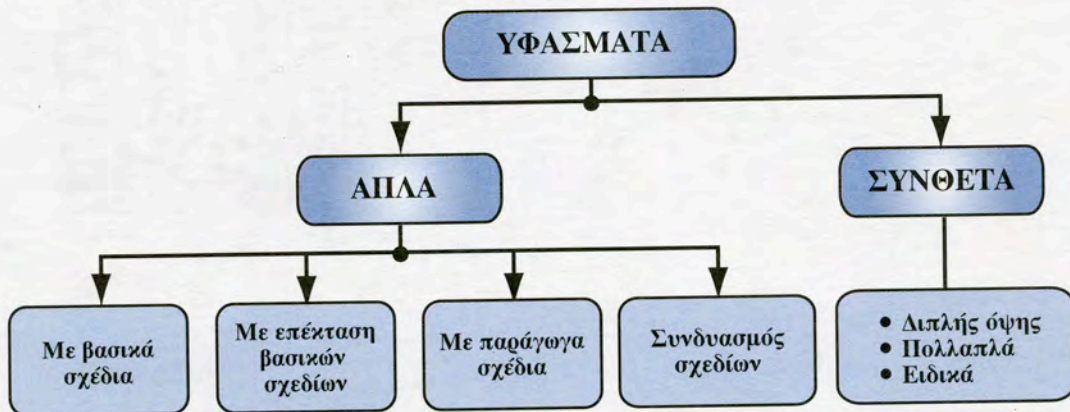 ΥΦΑΣΜΑΤΑ
ΑΠΛΑ
ΣΥΝΘΕΤΑ
Με βασικά
σχέδια
Με επέκταση
βασικών
σχεδίων
Με παράγωγα
σχέδια
Συνδυασμός
σχεδίων
• Διπλής όψης
• Πολλαπλά
• Ειδικά